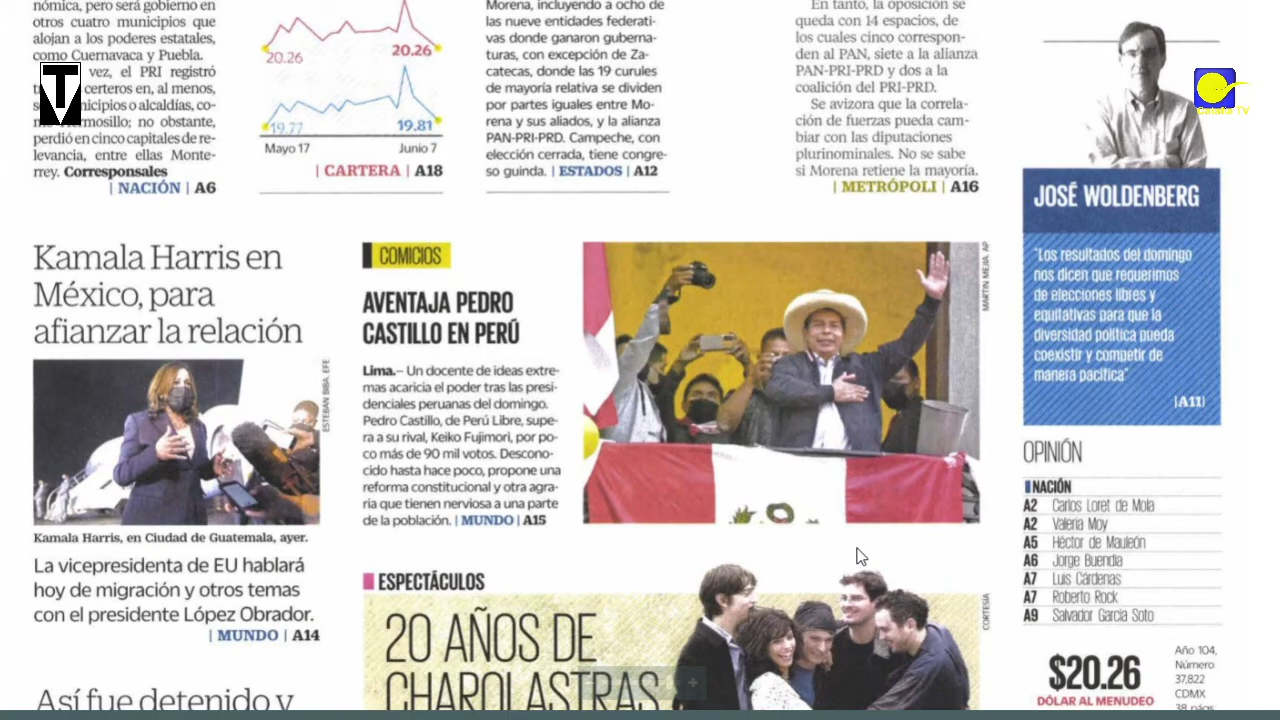 nómica, pero será gobierno en
otros cuatro municipios que
alojan a los poderes estatales,
como Cuernavaca y Puebla.
vez, el PRI registró
certeros en, al menos,
nicipios o alcaldías, co-
Hermosillo; no obstante,
perdió en cinco capitales de re-
levancia, entre ellas Monte-
rrey. Corresponsales
| NACIÓN | A6
20.26
20.26
19.77
19.81
Mayo 17
Junio 7
| CARTERA | A18
Morena, incluyendo a ocho de
las nueve entidades federati-
vas donde ganaron guberna-
turas, con excepción de Za-
catecas, donde las 19 curules
de mayoría relativa se dividen
por partes iguales entre Mo-
rena y sus aliados, y la alianza
PAN-PRI-PRD. Campeche, con
elección cerrada, tiene congre-
so guinda. | ESTADOS | A12
En tanto, la oposición se
queda con 14 espacios, de
los cuales cinco correspon-
den al PAN, siete a la alianza
PAN-PRI-PRD y dos a la
coalición del PRI-PRD.
Se avizora que la correla-
ción de fuerzas pueda cam-
biar con las diputaciones
plurinominales. No se sabe
si Morena retiene la mayoría.
| METRÓPOLI | A16
TV
JOSÉ WOLDENBERG
"Los resultados del domingo
nos dicen que requerimos
de elecciones libres y
equitativas para que la
diversidad política pueda
coexistir y competir de
manera pacífica"
|A11|
Kamala Harris en
México, para
afianzar la relación
ESTEBAN BIBA. EFE
Kamala Harris, en Ciudad de Guatemala, ayer.
La vicepresidenta de EU hablará
hoy de migración y otros temas
con el presidente López Obrador.
| MUNDO | A14
Así fue detenido y
COMICIOS
AVENTAJA PEDRO
CASTILLO EN PERÚ
Lima.– Un docente de ideas extre-
mas acaricia el poder tras las presi-
denciales peruanas del domingo.
Pedro Castillo, de Perú Libre, supe-
ra a su rival, Keiko Fujimori, por po-
co más de 90 mil votos. Descono-
cido hasta hace poco, propone una
reforma constitucional y otra agra-
ria que tienen nerviosa a una parte
de la población. | MUNDO | A15
MARTIN MEJIA. AP
ESPECTÁCULOS
20 AÑOS DE
CHAROLASTRAS
CORTESÍA
OPINIÓN
NACIÓN
A2 Carlos Loret de Mola
A2 Valeria Moy
A5 Héctor de Mauleón
A6 Jorge Buendía
A7 Luis Cárdenas
A7 Roberto Rock
A9 Salvador García Soto
$20.26
DÓLAR AL MENUDEO
Año 104,
Número
37,822
CDMX
38 págs.